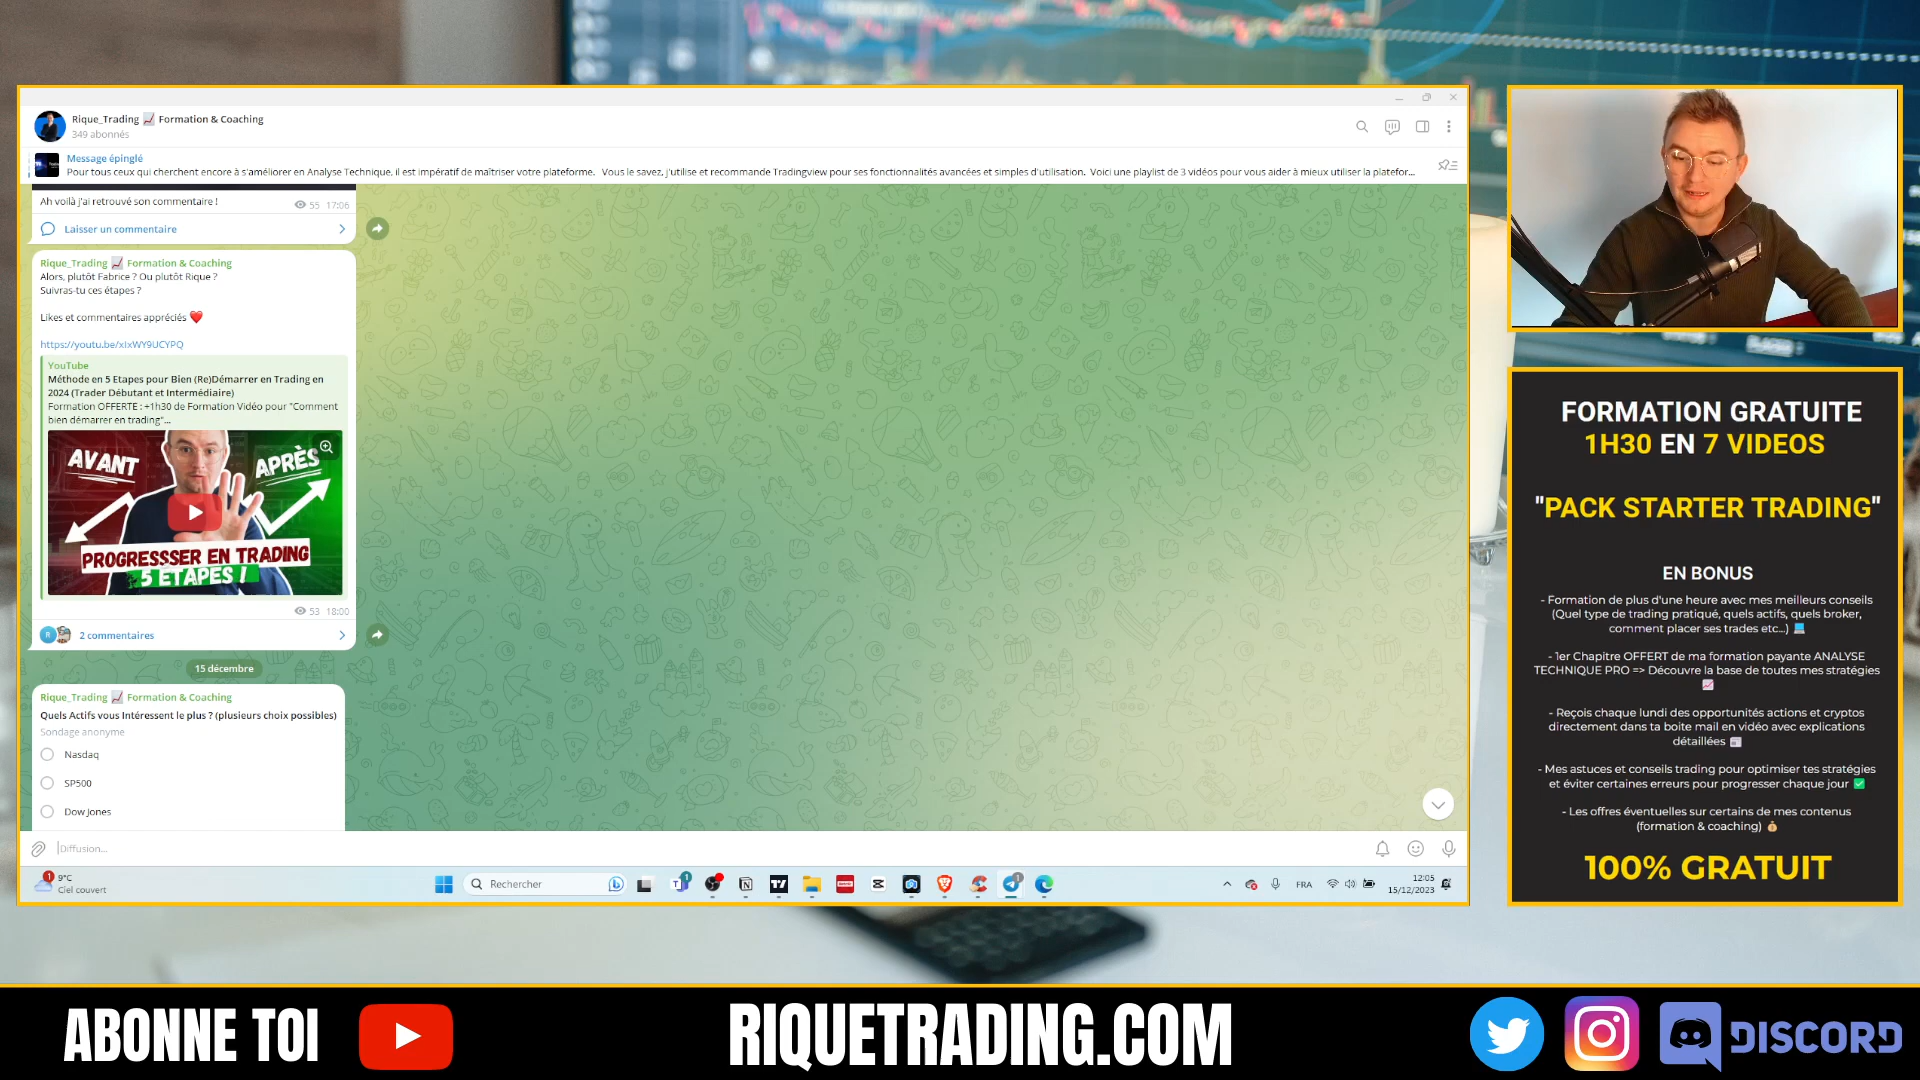 Rique_Trading 📈 Formation & Coaching
349 abonnés
Message épinglé
Pour tous ceux qui cherchent encore à s'améliorer en Analyse Technique, il est impératif de maîtriser votre plateforme. Vous le savez, j'utilise et recommande Tradingview pour ses fonctionnalités avancées et simples d'utilisation. Voici une playlist de 3 vidéos pour vous aider à mieux utiliser la platefor...
Ah voilà j'ai retrouvé son commentaire !
55 17:06
Laisser un commentaire
Rique_Trading 📈 Formation & Coaching
Alors, plutôt Fabrice ? Ou plutôt Rique ?
Suivras-tu ces étapes ?
Likes et commentaires appréciés ❤️
https://youtu.be/xIxWY9UCYPQ
YouTube
Méthode en 5 Etapes pour Bien (Re)Démarrer en Trading en
2024 (Trader Débutant et Intermédiaire)
Formation OFFERTE : +1h30 de Formation Vidéo pour "Comment
bien démarrer en trading"...
AVANT
APRÈS
PROGRESSSER EN TRADING
5 ETAPES !
53 18:00
R
2 commentaires
15 décembre
Rique_Trading 📈 Formation & Coaching
Quels Actifs vous Intéressent le plus ? (plusieurs choix possibles)
Sondage anonyme
Nasdaq
SP500
Dow Jones
Diffusion...
1
9°C
Ciel couvert
Rechercher
1
1
FRA
12:05
15/12/2023
FORMATION GRATUITE
1H30 EN 7 VIDEOS
"PACK STARTER TRADING"
EN BONUS
- Formation de plus d'une heure avec mes meilleurs conseils
(Quel type de trading pratiqué, quels actifs, quels broker,
comment placer ses trades etc...) 💻
- 1er Chapitre OFFERT de ma formation payante ANALYSE
TECHNIQUE PRO => Découvre la base de toutes mes stratégies
📈
- Reçois chaque lundi des opportunités actions et cryptos
directement dans ta boite mail en vidéo avec explications
détaillées 📰
- Mes astuces et conseils trading pour optimiser tes stratégies
et éviter certaines erreurs pour progresser chaque jour ✅
- Les offres éventuelles sur certains de mes contenus
(formation & coaching) 💰
100% GRATUIT
ABONNE TOI
RIQUETRADING.COM
DISCORD